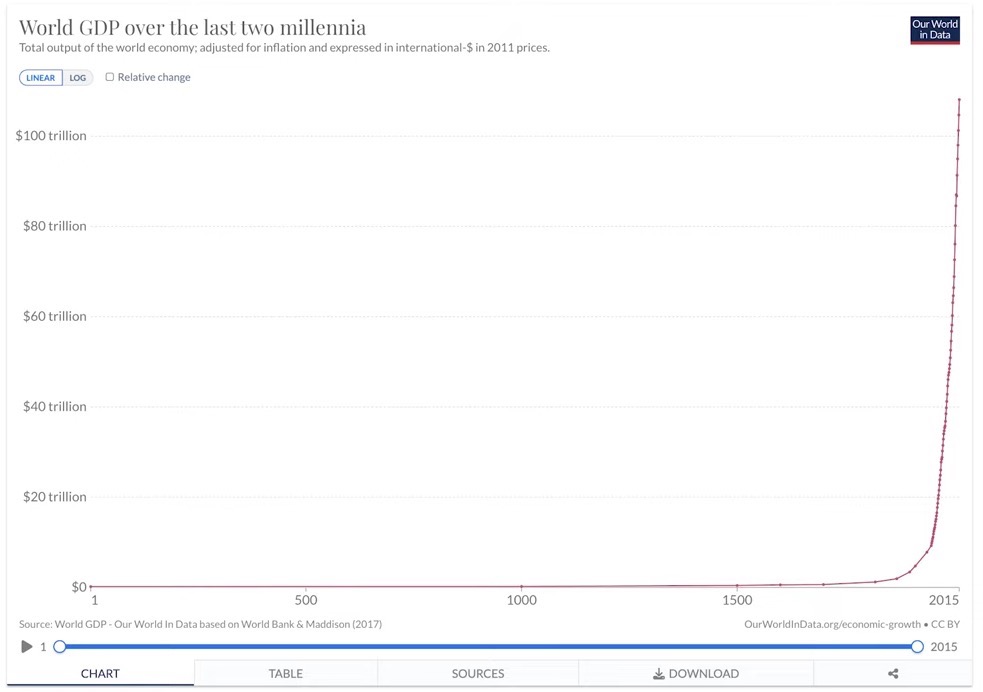 World GDP over the last two millennia
Our World
in Data
Total output of the world economy; adjusted for inflation and expressed in international-$ in 2011 prices.
LINEAR LOG Relative change
$100 trillion
$80 trillion
$60 trillion
$40 trillion
$20 trillion
$0
1 500 1000 1500 2015
Source: World GDP - Our World In Data based on World Bank & Maddison (2017) OurWorldInData.org/economic-growth • CC BY
1 2015
CHART TABLE SOURCES DOWNLOAD